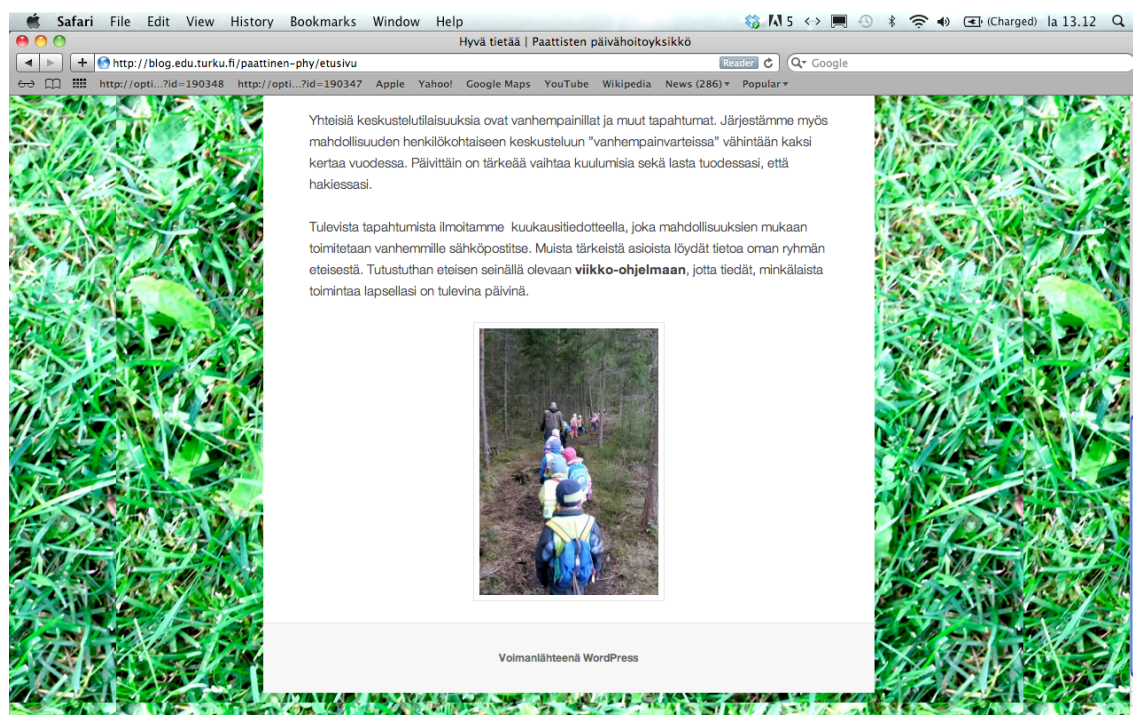 Safari File Edit View History Bookmarks Window Help 5 (Charged) la 13.12
Hyvä tietää | Paattisten päivähoitoyksikkö
http://blog.edu.turku.fi/paattinen-phy/etusivu Reader Google
http://opti...?id=190348 http://opti...?id=190347 Apple Yahoo! Google Maps YouTube Wikipedia News (286) Popular
Yhteisiä keskustelutilaisuuksia ovat vanhempainillat ja muut tapahtumat. Järjestämme myös
mahdollisuuden henkilökohtaiseen keskusteluun "vanhempainvarteissa" vähintään kaksi
kertaa vuodessa. Päivittäin on tärkeää vaihtaa kuulumisia sekä lasta tuodessasi, että
hakiessasi.
Tulevista tapahtumista ilmoitamme kuukausitiedotteella, joka mahdollisuuksien mukaan
toimitetaan vanhemmille sähköpostitse. Muista tärkeistä asioista löydät tietoa oman ryhmän
eteisestä. Tutustuthan eteisen seinällä olevaan viikko-ohjelmaan, jotta tiedät, minkälaista
toimintaa lapsellasi on tulevina päivinä.
Voimanlähteenä WordPress